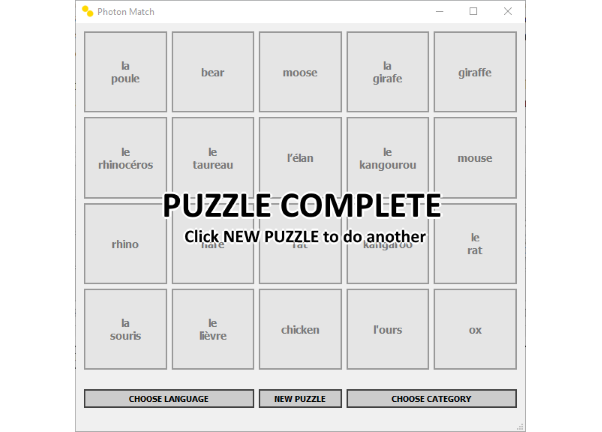 Photon Match
la
poule
bear
moose
la
girafe
giraffe
le
rhinocéros
le
taureau
l'élan
le
kangourou
mouse
PUZZLE COMPLETE
Click NEW PUZZLE to do another
rhino
hare
rat
kangaroo
le
rat
la
souris
le
lièvre
chicken
l'ours
ox
CHOOSE LANGUAGE
NEW PUZZLE
CHOOSE CATEGORY